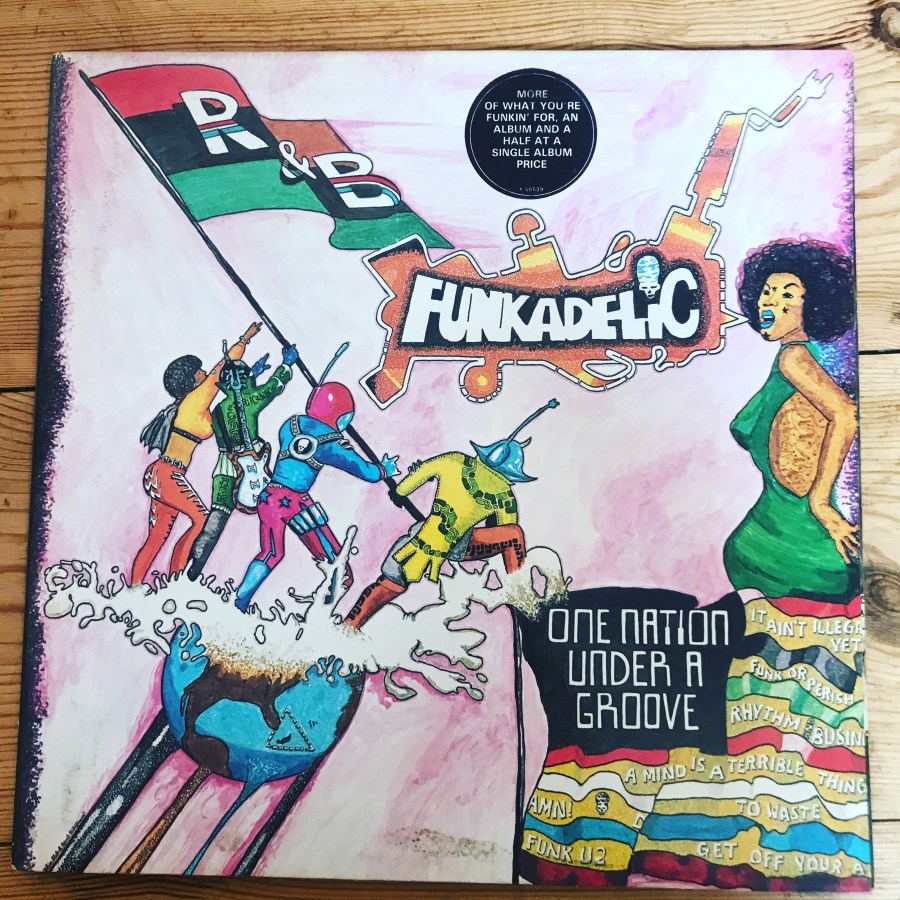 R & B
MORE
OF WHAT YOU'RE
FUNKIN' FOR, AN
ALBUM AND A
HALF AT A
SINGLE ALBUM
PRICE
FUNKADELIC
ONE NATION
UNDER A
GROOVE
IT
AIN'T ILLEGA
YET
FUNK OR PERISH
RHYTHM BUSIN
A MIND IS A TERRIBLE THING
TO WASTE
AMN!
FUNK U2
GET OFF YOUR A